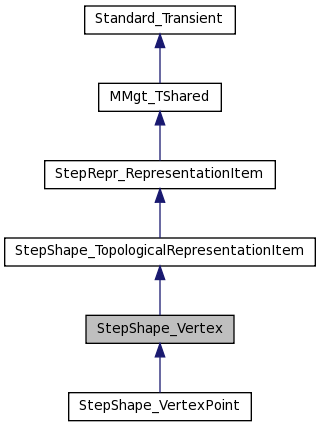 Standard_Transient
MMgt_TShared
StepRepr_RepresentationItem
StepShape_TopologicalRepresentationItem
StepShape_Vertex
StepShape_VertexPoint